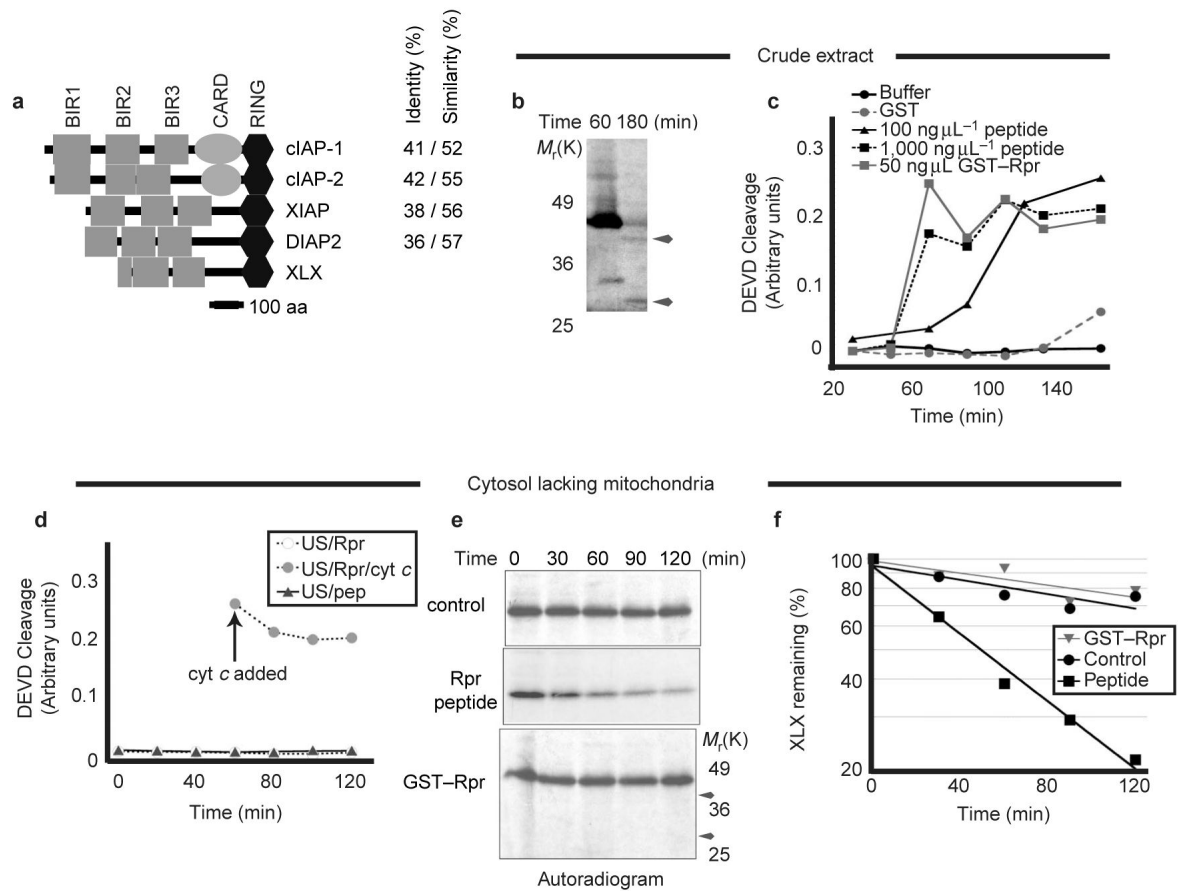 Crude extract
a
BIR1
BIR2
BIR3
CARD
RING
Identity (%)
Similarity (%)
cIAP-1 41 / 52
cIAP-2 42 / 55
XIAP 38 / 56
DIAP2 36 / 57
XLX
100 aa
b
Time 60 180 (min)
Mr(K)
49
36
25
c
Buffer
GST
100 ng µL⁻¹ peptide
1,000 ng µL⁻¹ peptide
50 ng µL GST–Rpr
DEVD Cleavage
(Arbitrary units)
0.3
0.2
0.1
0
20 60 100 140
Time (min)
Cytosol lacking mitochondria
d
US/Rpr
US/Rpr/cyt c
US/pep
DEVD Cleavage
(Arbitrary units)
0.3
0.2
0.1
0
cyt c added
0 40 80 120
Time (min)
e
Time 0 30 60 90 120 (min)
control
Rpr
peptide
GST–Rpr
Mr(K)
49
36
25
Autoradiogram
f
XLX remaining (%)
100
80
60
40
20
GST–Rpr
Control
Peptide
0 40 80 120
Time (min)